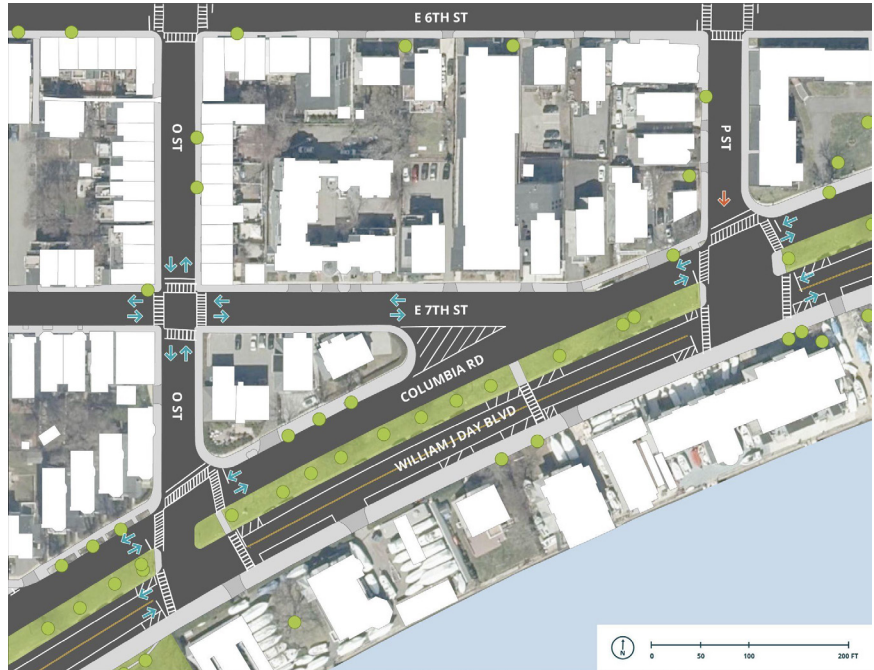 E 6TH ST
O ST
P ST
E 7TH ST
COLUMBIA RD
O ST
WILLIAM J DAY BLVD
N
0 50 100 200 FT